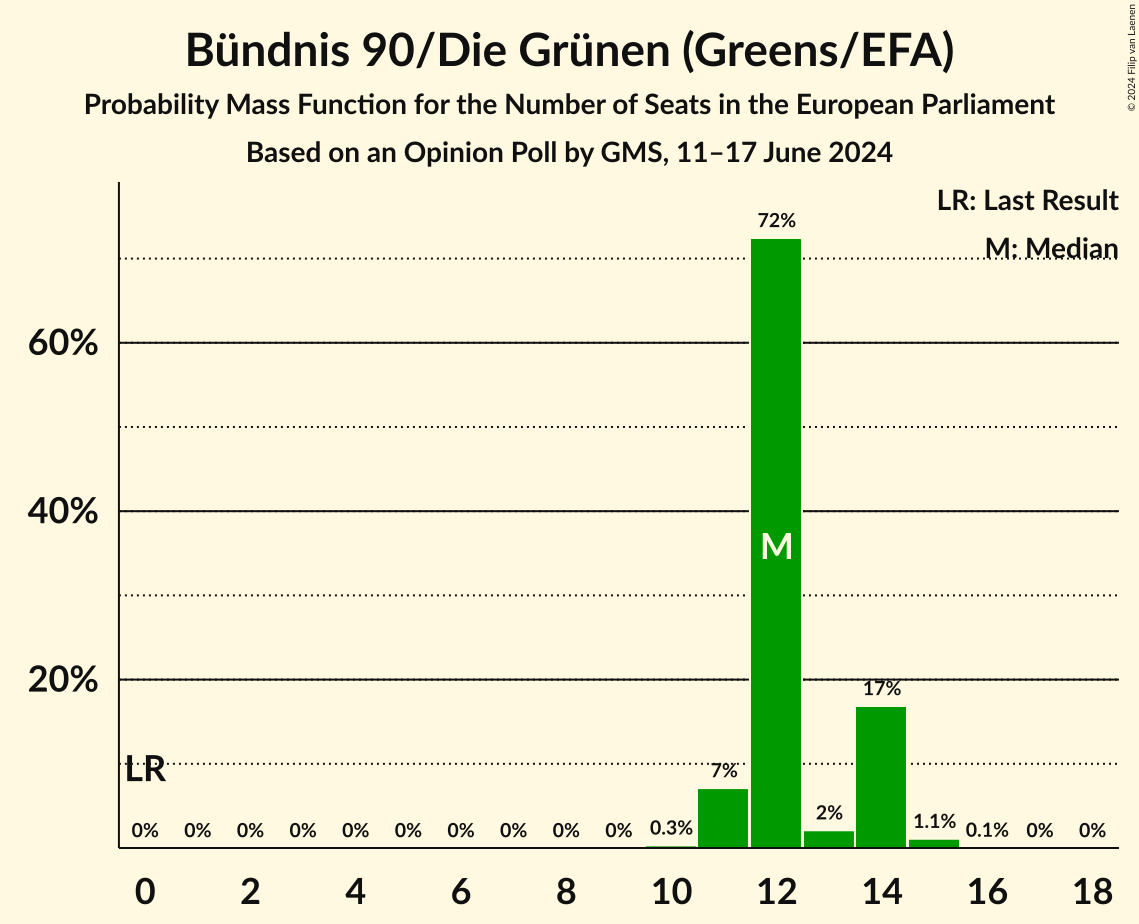 Bündnis 90/Die Grünen (Greens/EFA)
Probability Mass Function for the Number of Seats in the European Parliament
Based on an Opinion Poll by GMS, 11–17 June 2024
© 2024 Filip van Laenen
LR: Last Result
M: Median
60%
40%
20%
72%
M
17%
LR
7%
2%
1.1%
0% 0% 0% 0% 0% 0% 0% 0% 0% 0% 0.3% 0.1% 0% 0%
0 2 4 6 8 10 12 14 16 18